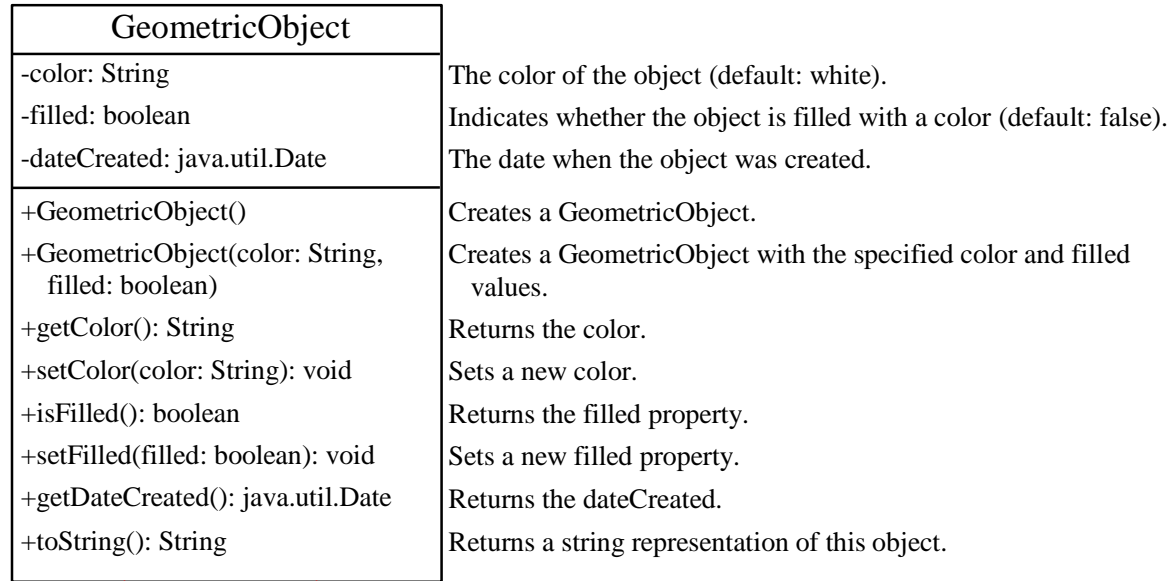 GeometricObject
-color: String The color of the object (default: white).
-filled: boolean Indicates whether the object is filled with a color (default: false).
-dateCreated: java.util.Date The date when the object was created.
+GeometricObject() Creates a GeometricObject.
+GeometricObject(color: String, Creates a GeometricObject with the specified color and filled
filled: boolean) values.
+getColor(): String Returns the color.
+setColor(color: String): void Sets a new color.
+isFilled(): boolean Returns the filled property.
+setFilled(filled: boolean): void Sets a new filled property.
+getDateCreated(): java.util.Date Returns the dateCreated.
+toString(): String Returns a string representation of this object.